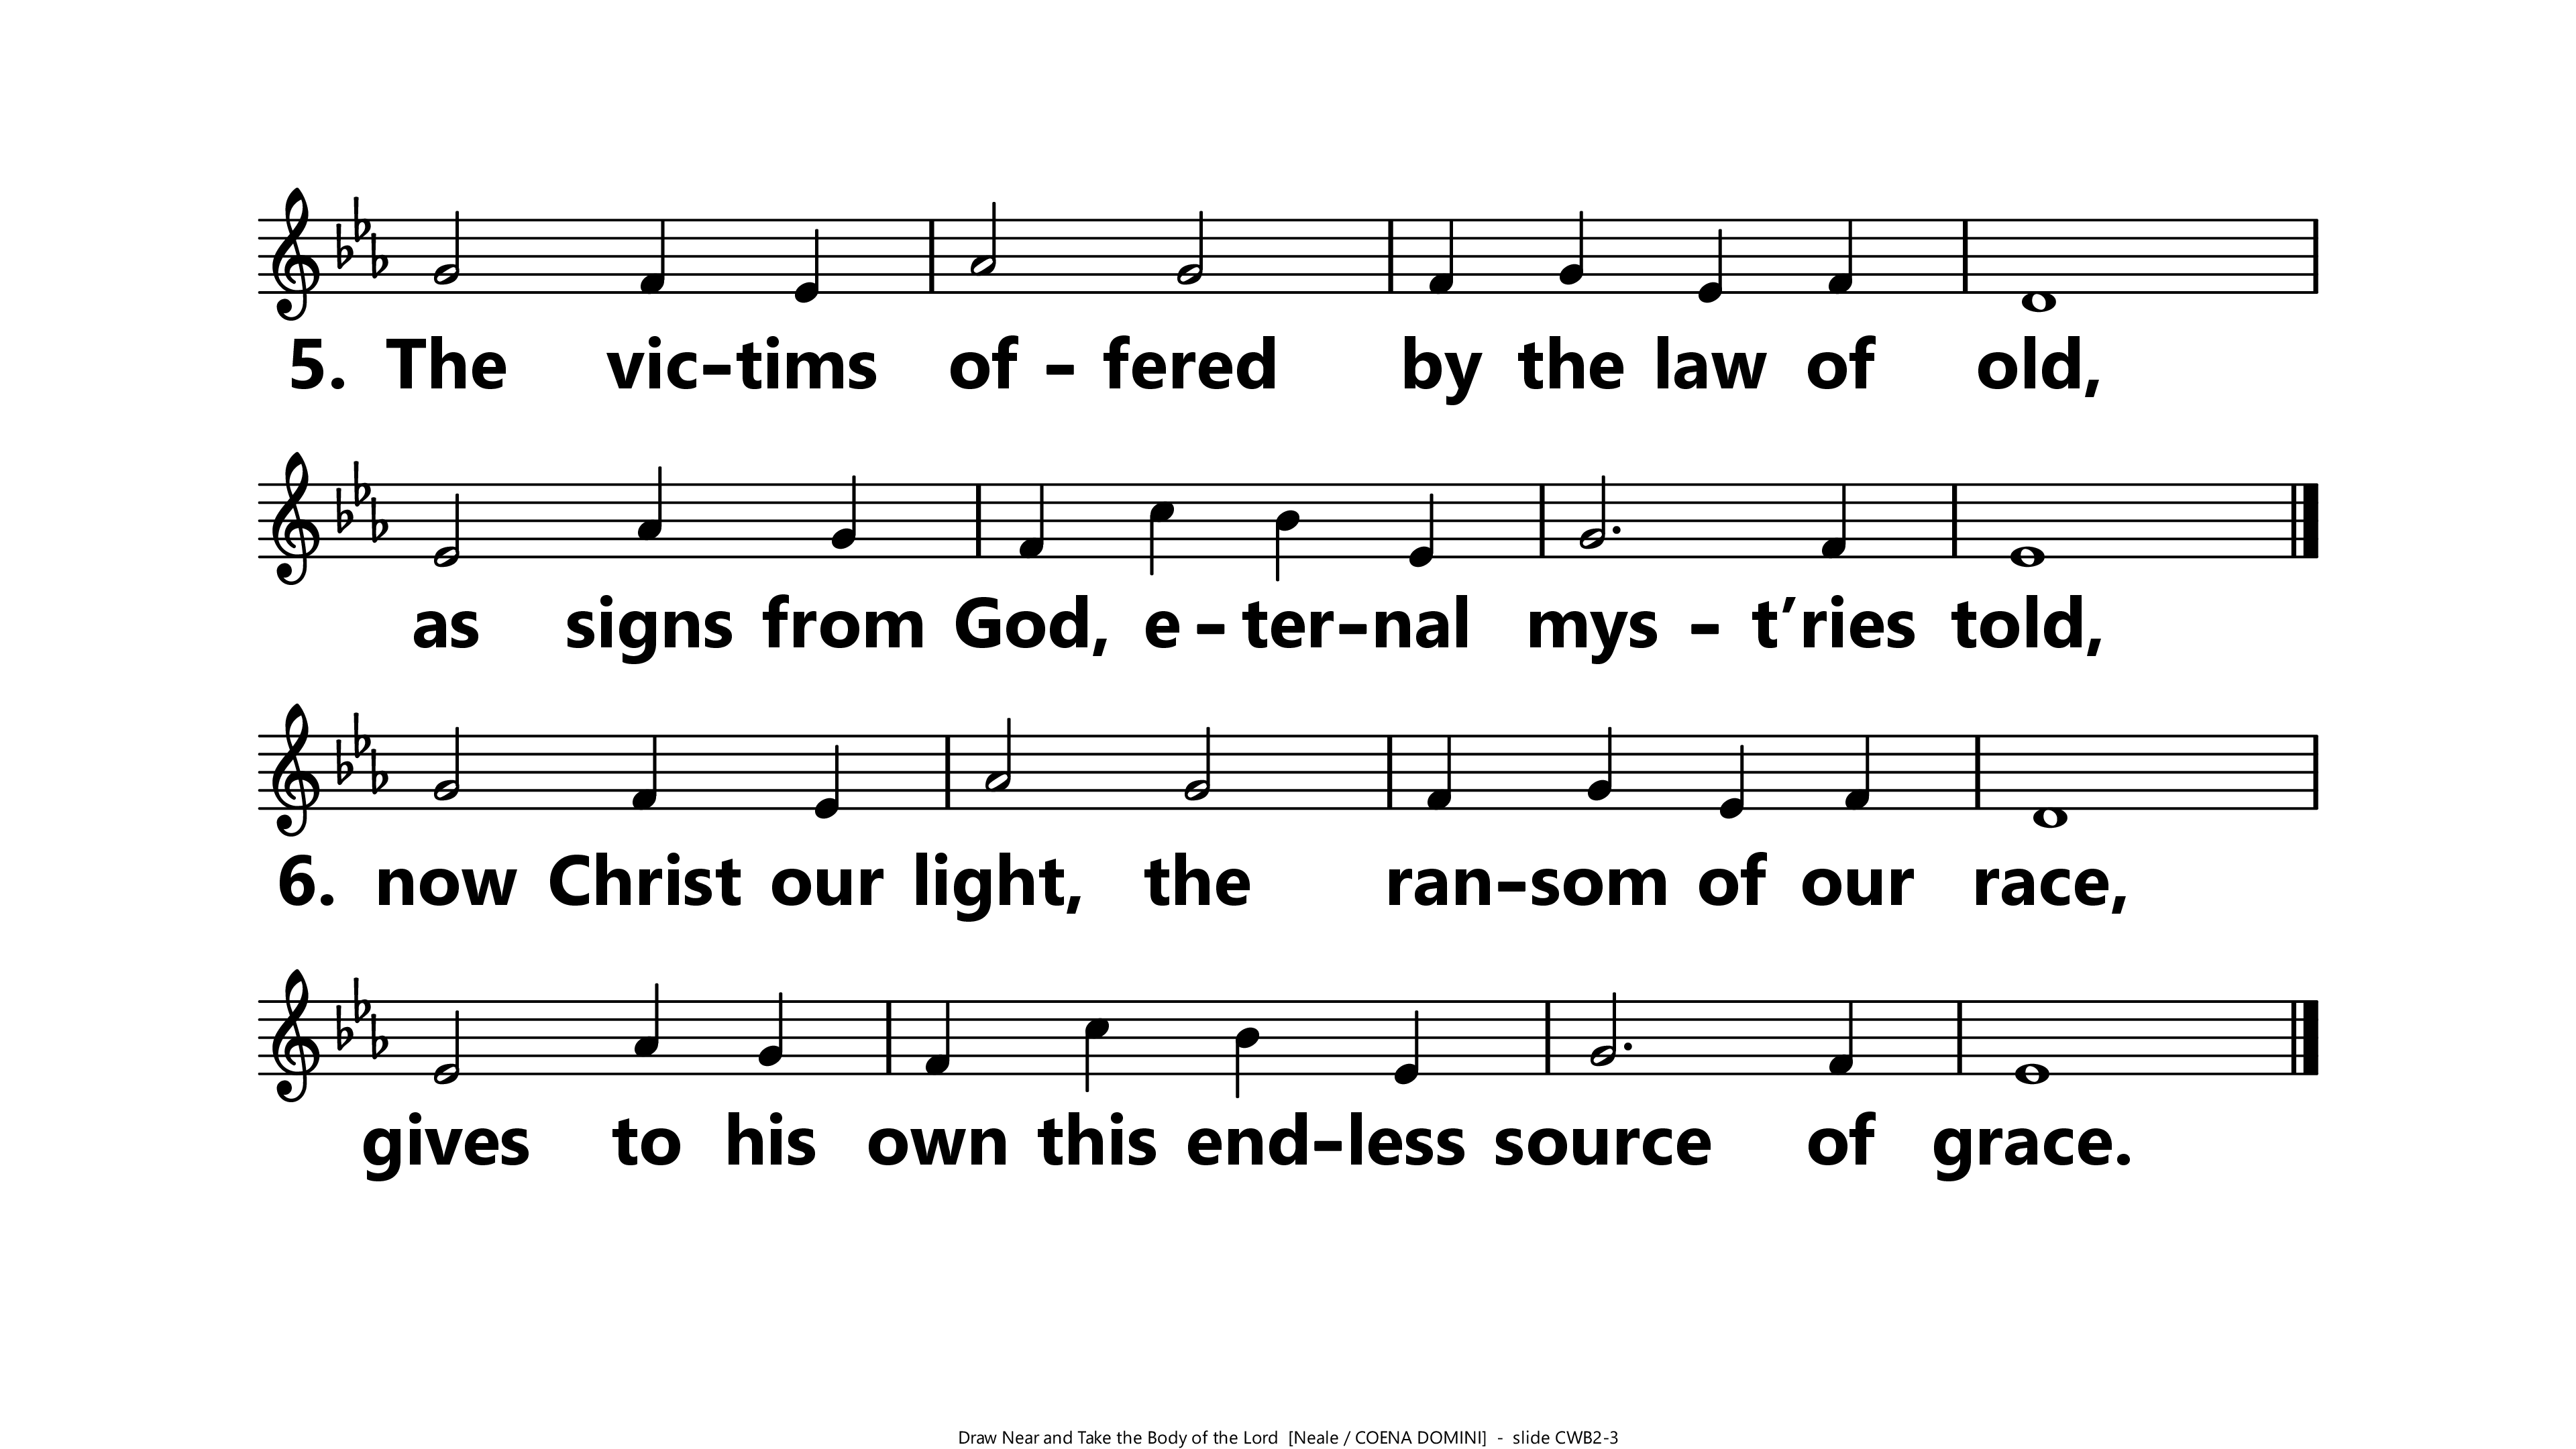 5. The vic-tims of - fered by the law of old,
as signs from God, e - ter-nal mys - t’ries told,
6. now Christ our light, the ran-som of our race,
gives to his own this end-less source of grace.
Draw Near and Take the Body of the Lord [Neale / COENA DOMINI] - slide CWB2-3